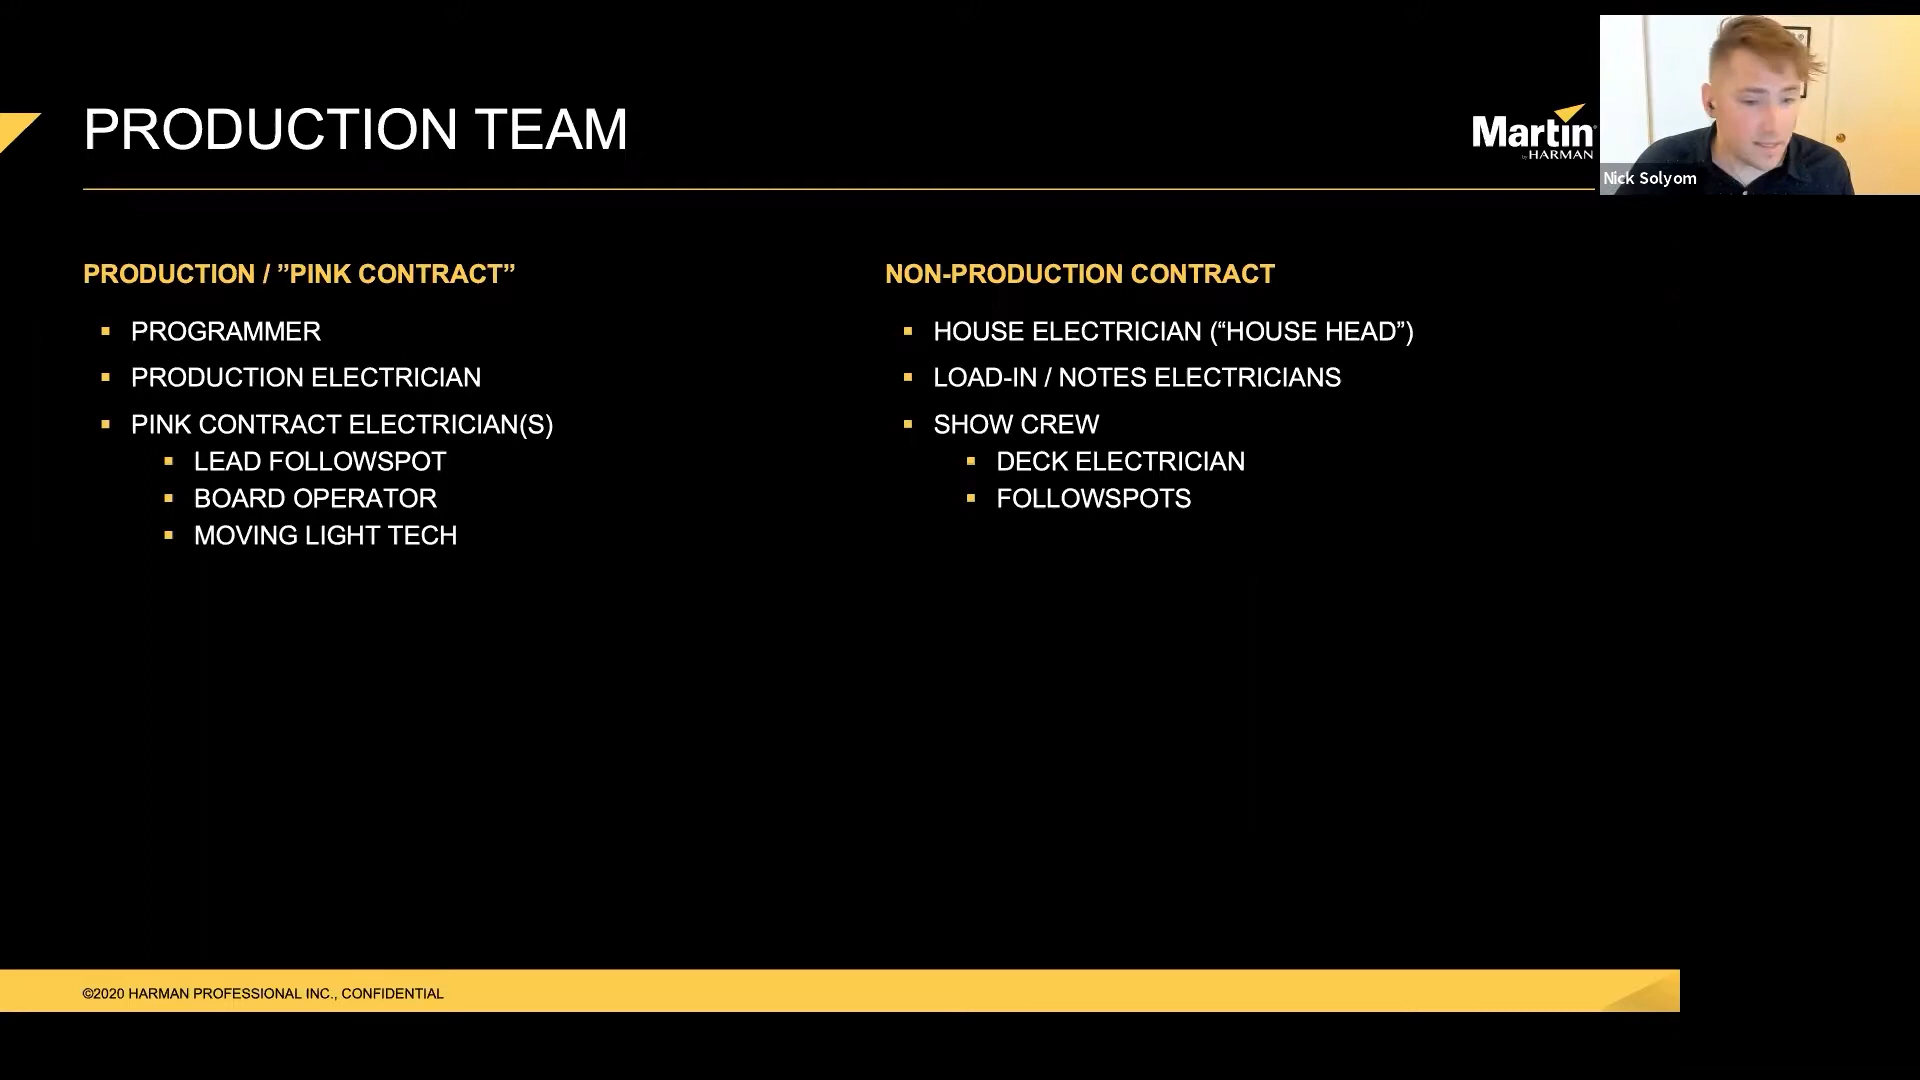 PRODUCTION TEAM
Martin
by HARMAN
Nick Solyom
PRODUCTION / ”PINK CONTRACT”
▪ PROGRAMMER
▪ PRODUCTION ELECTRICIAN
▪ PINK CONTRACT ELECTRICIAN(S)
▪ LEAD FOLLOWSPOT
▪ BOARD OPERATOR
▪ MOVING LIGHT TECH
NON-PRODUCTION CONTRACT
▪ HOUSE ELECTRICIAN (“HOUSE HEAD”)
▪ LOAD-IN / NOTES ELECTRICIANS
▪ SHOW CREW
▪ DECK ELECTRICIAN
▪ FOLLOWSPOTS
©2020 HARMAN PROFESSIONAL INC., CONFIDENTIAL